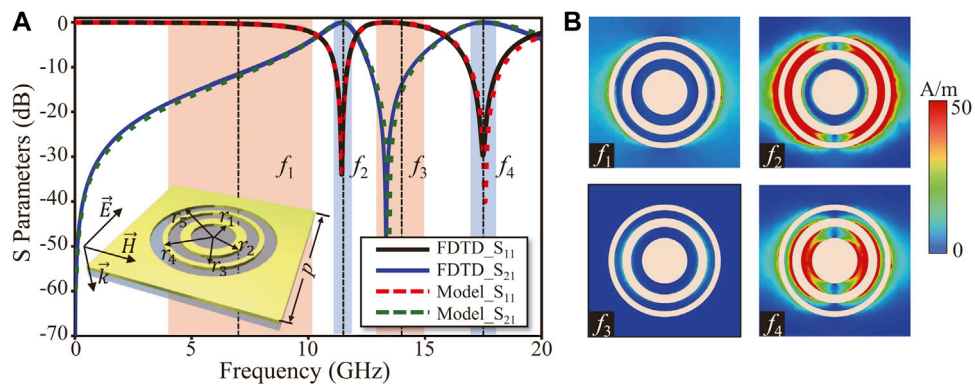 A
S Parameters (dB)
0
-10
-20
-30
-40
-50
-60
-70
f1
f2
f3
f4
E
H
k
r5
r1
r2
r4
r3
p
FDTD_S11
FDTD_S21
Model_S11
Model_S21
0 5 10 15 20
Frequency (GHz)
B
f1
f2
f3
f4
A/m
50
0